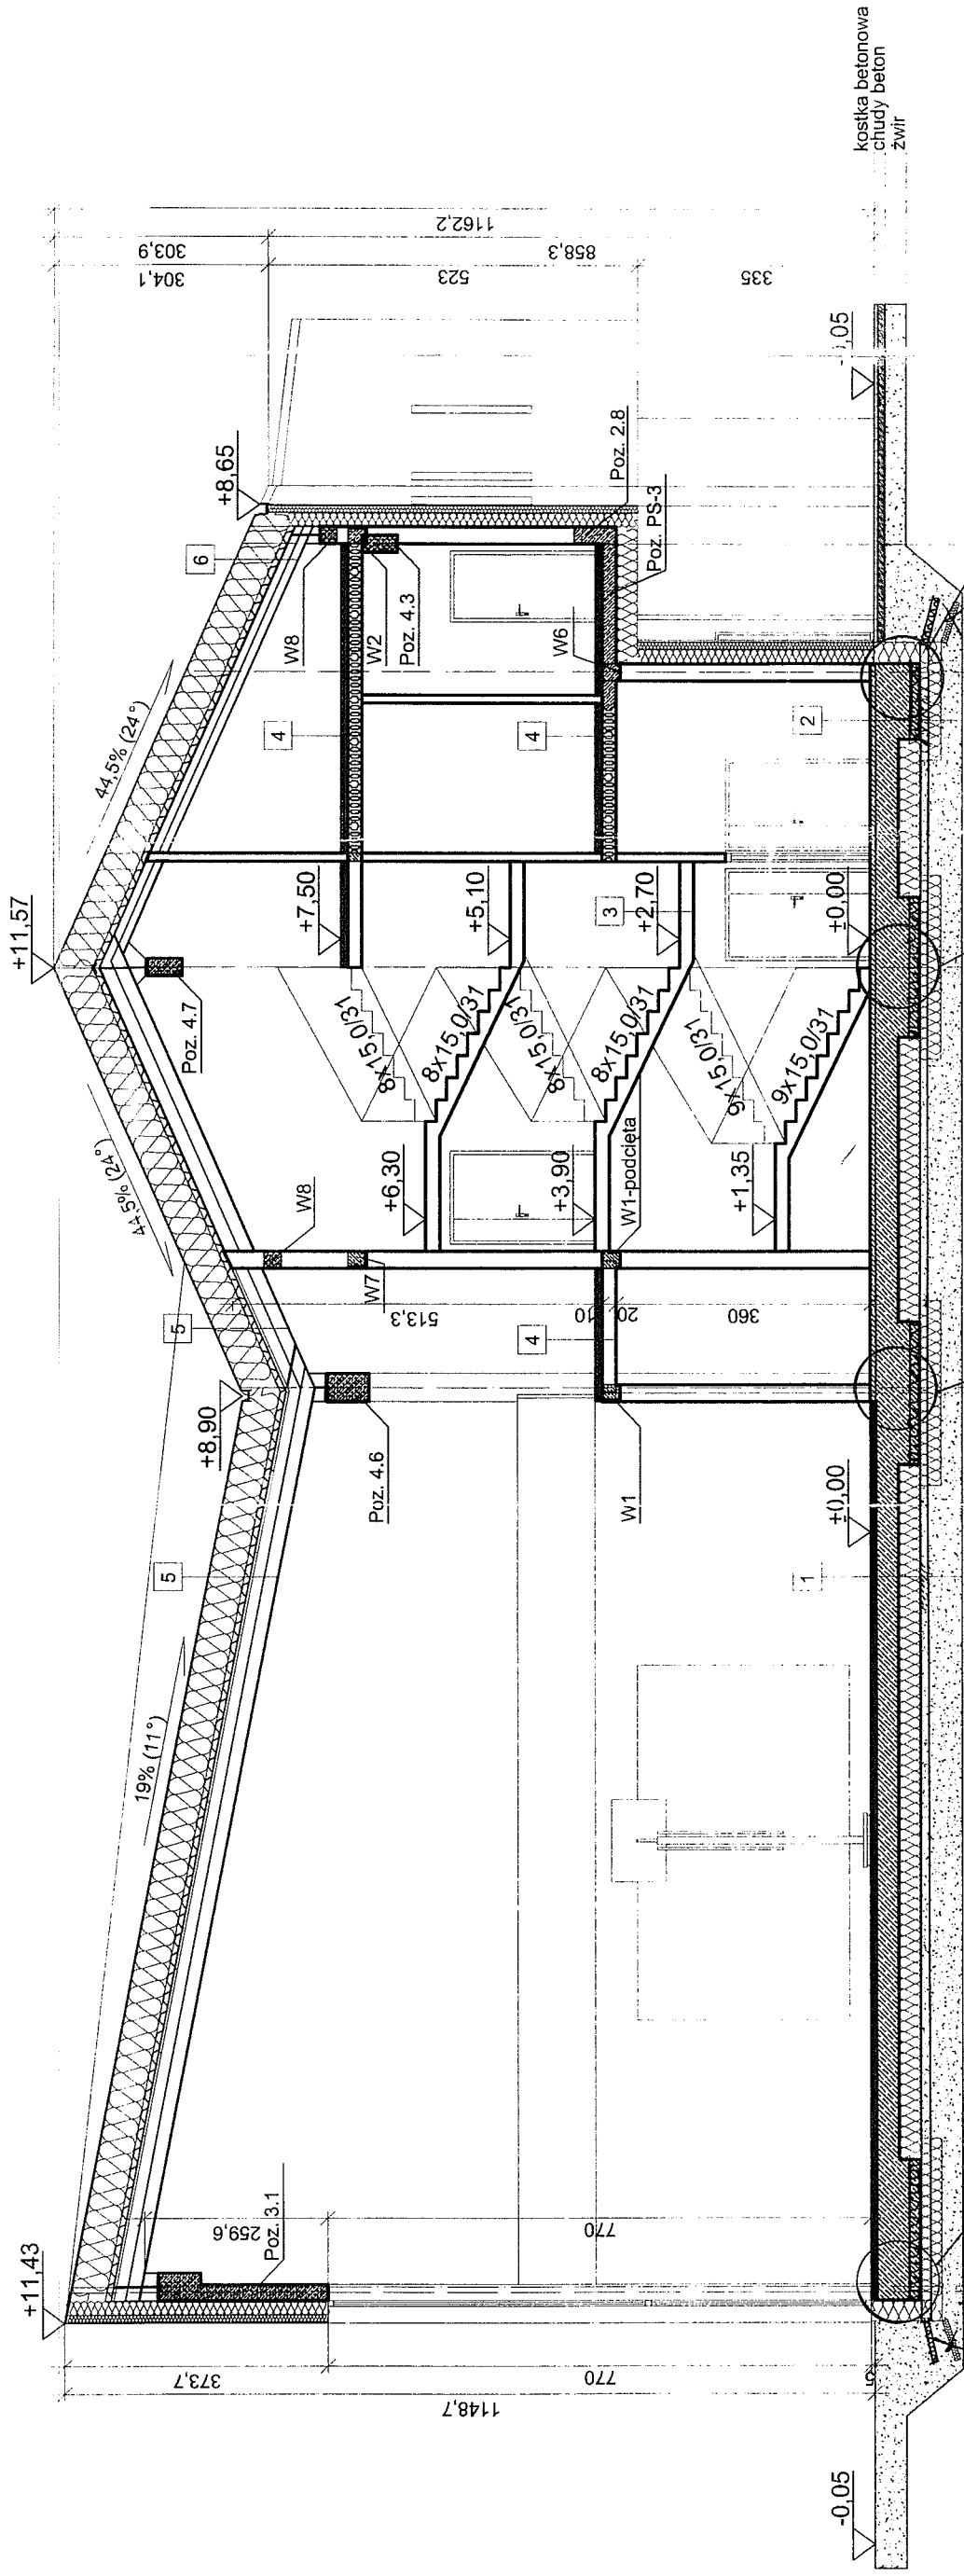 +11,43
19% (11°)
+8,90
44,5% (24°)
+11,57
44,5% (24°)
+8,65
5
5
6
1148,7
373,7
770
5
259,6
770
Poz. 3.1
Poz. 4.6
W8
W7
513,3
10
20
360
4
W1
W1-podcięta
Poz. 4.7
+7,50
+6,30
+5,10
+3,90
+2,70
+1,35
±0,00
±0,00
8x15,0/31
8x15,0/31
8x15,0/31
8x15,0/31
9x15,0/31
9x15,0/31
3
4
4
W8
W2
Poz. 4.3
W6
Poz. 2.8
Poz. PS-3
1
2
304,1
303,9
523
858,3
1162,2
335
-0,05
,05
kostka betonowa
chudy beton
żwir